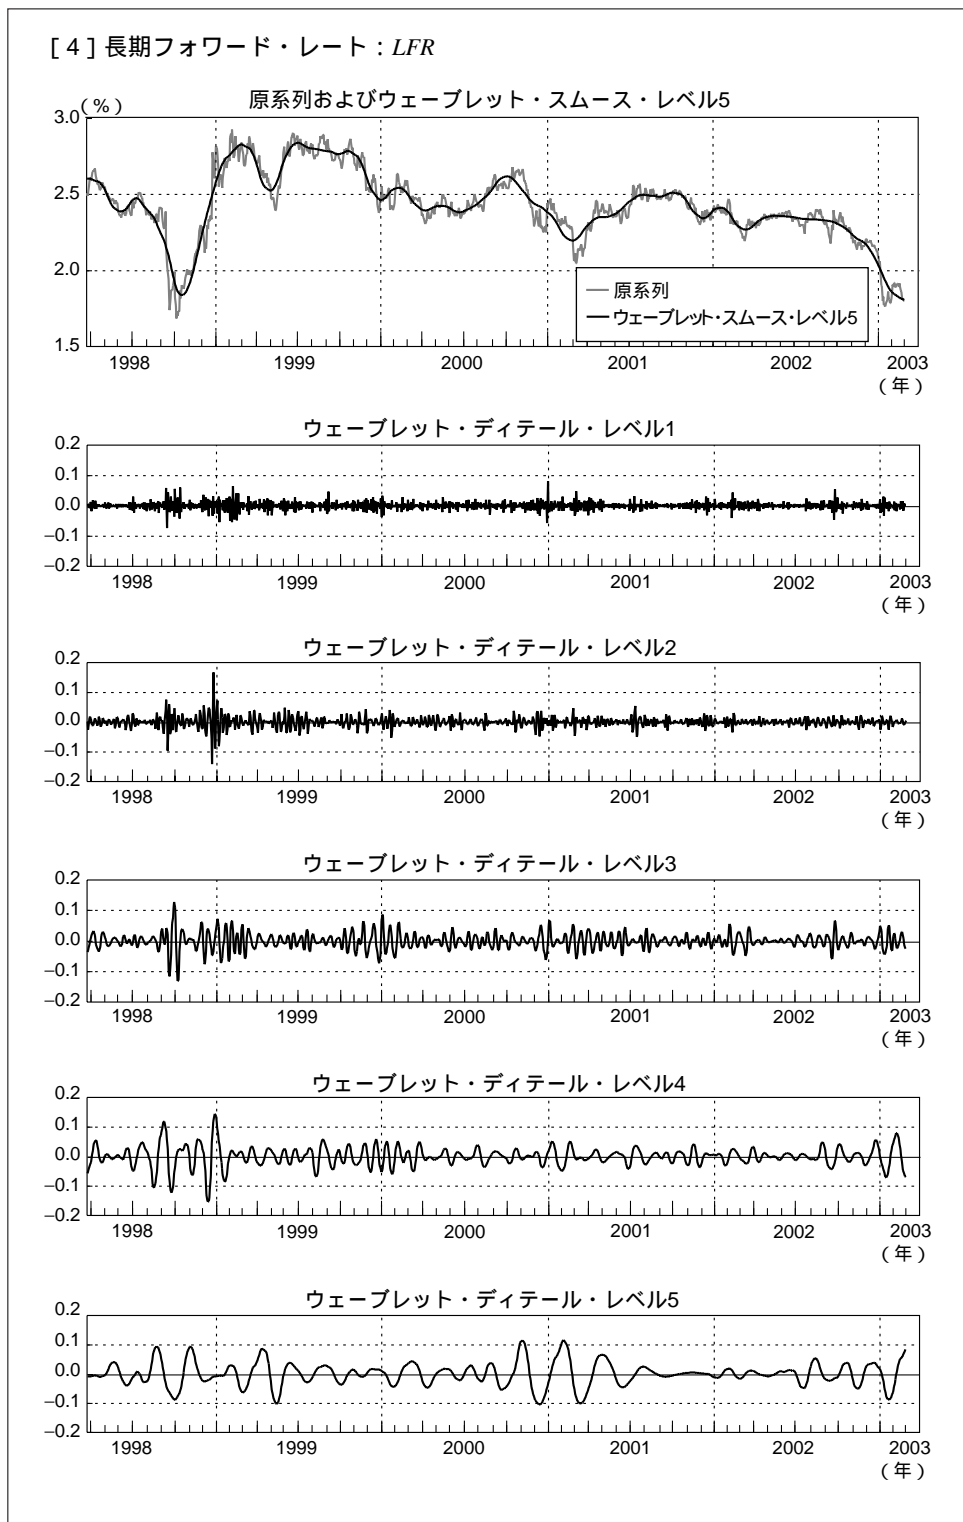 [ 4 ] 長期フォワード・レート：LFR
原系列およびウェーブレット・スムース・レベル5
3.0 (％)
2.5
2.0
1.5
原系列
ウェーブレット・スムース・レベル5
1998 1999 2000 2001 2002 2003
（年）
ウェーブレット・ディテール・レベル1
0.2
0.1
0.0
−0.1
−0.2
1998 1999 2000 2001 2002 2003
（年）
ウェーブレット・ディテール・レベル2
0.2
0.1
0.0
−0.1
−0.2
1998 1999 2000 2001 2002 2003
（年）
ウェーブレット・ディテール・レベル3
0.2
0.1
0.0
−0.1
−0.2
1998 1999 2000 2001 2002 2003
（年）
ウェーブレット・ディテール・レベル4
0.2
0.1
0.0
−0.1
−0.2
1998 1999 2000 2001 2002 2003
（年）
ウェーブレット・ディテール・レベル5
0.2
0.1
0.0
−0.1
−0.2
1998 1999 2000 2001 2002 2003
（年）